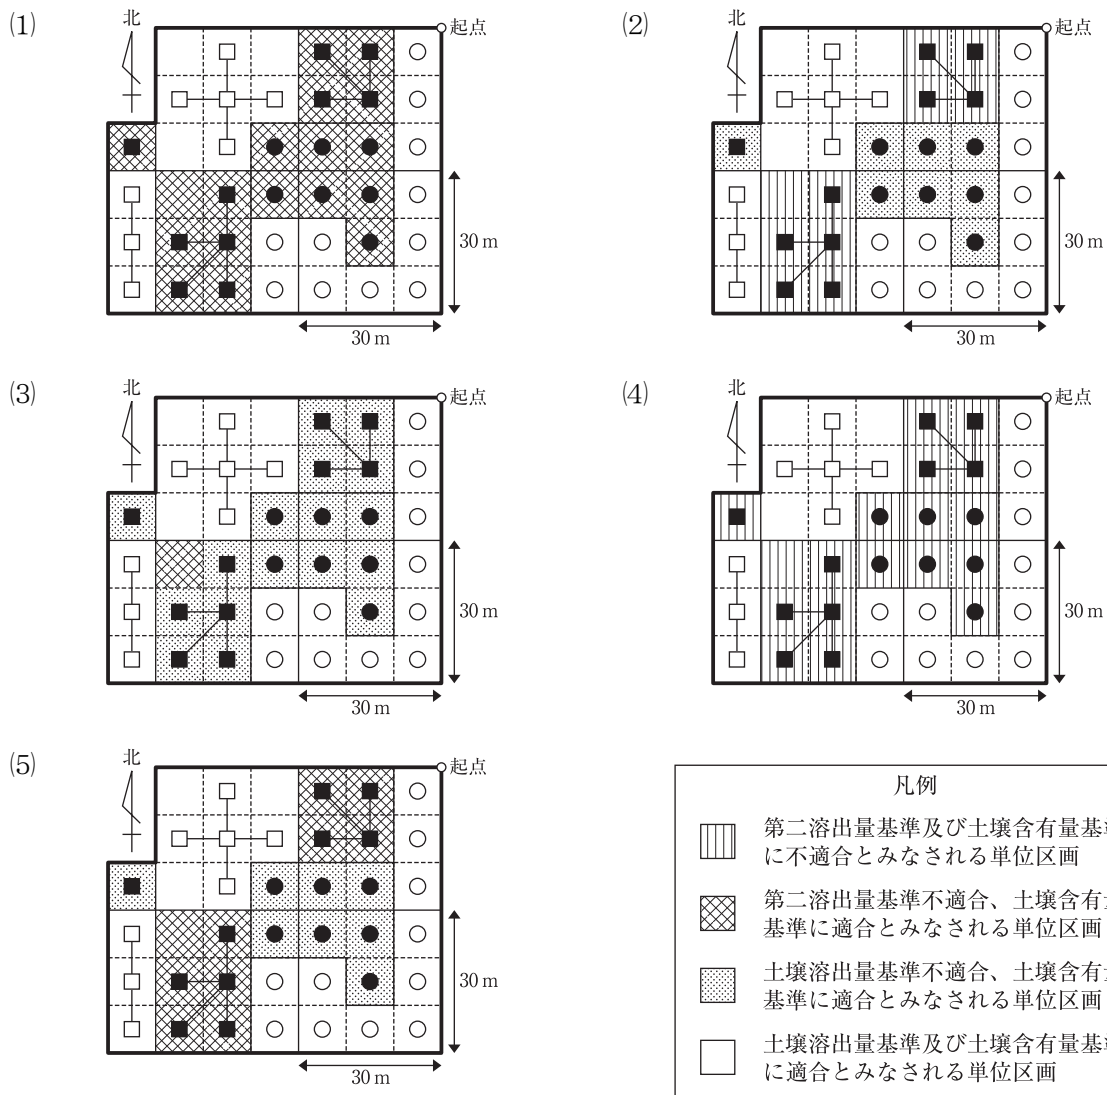 (1)
北
起点
30 m
30 m
(2)
北
起点
30 m
30 m
(3)
北
起点
30 m
30 m
(4)
北
起点
30 m
30 m
(5)
北
起点
30 m
30 m
凡例
第二溶出量基準及び土壌含有量基準
に不適合とみなされる単位区画
第二溶出量基準不適合、土壌含有量
基準に適合とみなされる単位区画
土壌溶出量基準不適合、土壌含有量
基準に適合とみなされる単位区画
土壌溶出量基準及び土壌含有量基準
に適合とみなされる単位区画